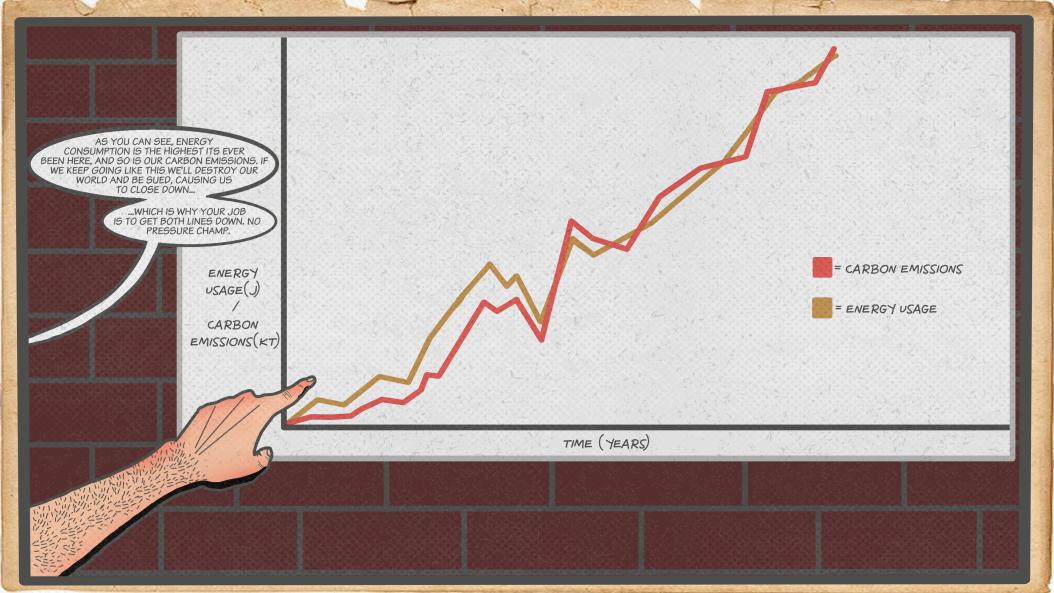 AS YOU CAN SEE, ENERGY
CONSUMPTION IS THE HIGHEST ITS EVER
BEEN HERE, AND SO IS OUR CARBON EMISSIONS. IF
WE KEEP GOING LIKE THIS WE'LL DESTROY OUR
WORLD AND BE SUED, CAUSING US
TO CLOSE DOWN...
...WHICH IS WHY YOUR JOB
IS TO GET BOTH LINES DOWN. NO
PRESSURE CHAMP.
ENERGY
USAGE(J)
/
CARBON
EMISSIONS(KT)
= CARBON EMISSIONS
= ENERGY USAGE
TIME (YEARS)